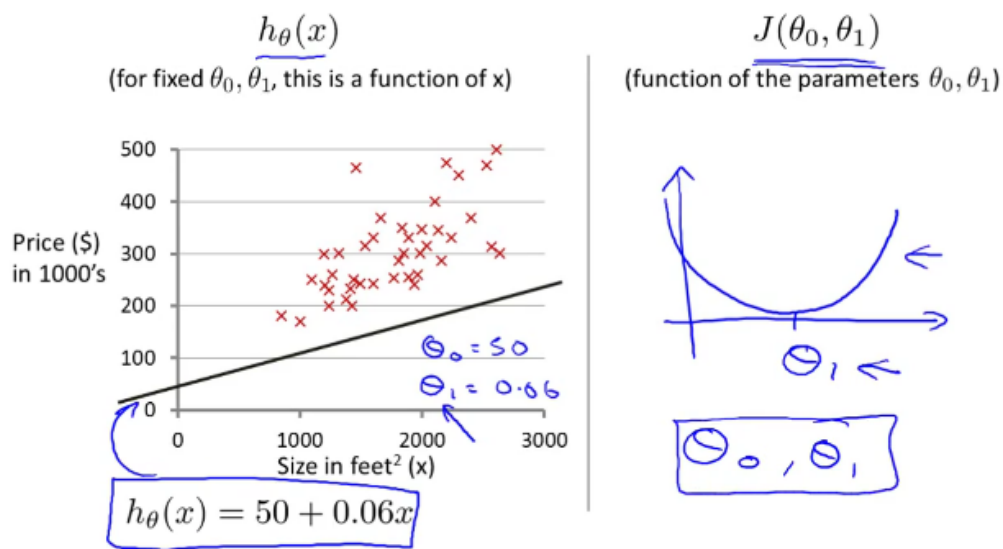 hθ(x)
(for fixed θ₀, θ₁, this is a function of x)
500
400
300
200
100
0
Price ($)
in 1000's
0
1000
2000
3000
Size in feet² (x)
θ₀ = 50
θ₁ = 0.06
hθ(x) = 50 + 0.06x
J(θ₀, θ₁)
(function of the parameters θ₀, θ₁)
θ₁
θ₀, θ₁